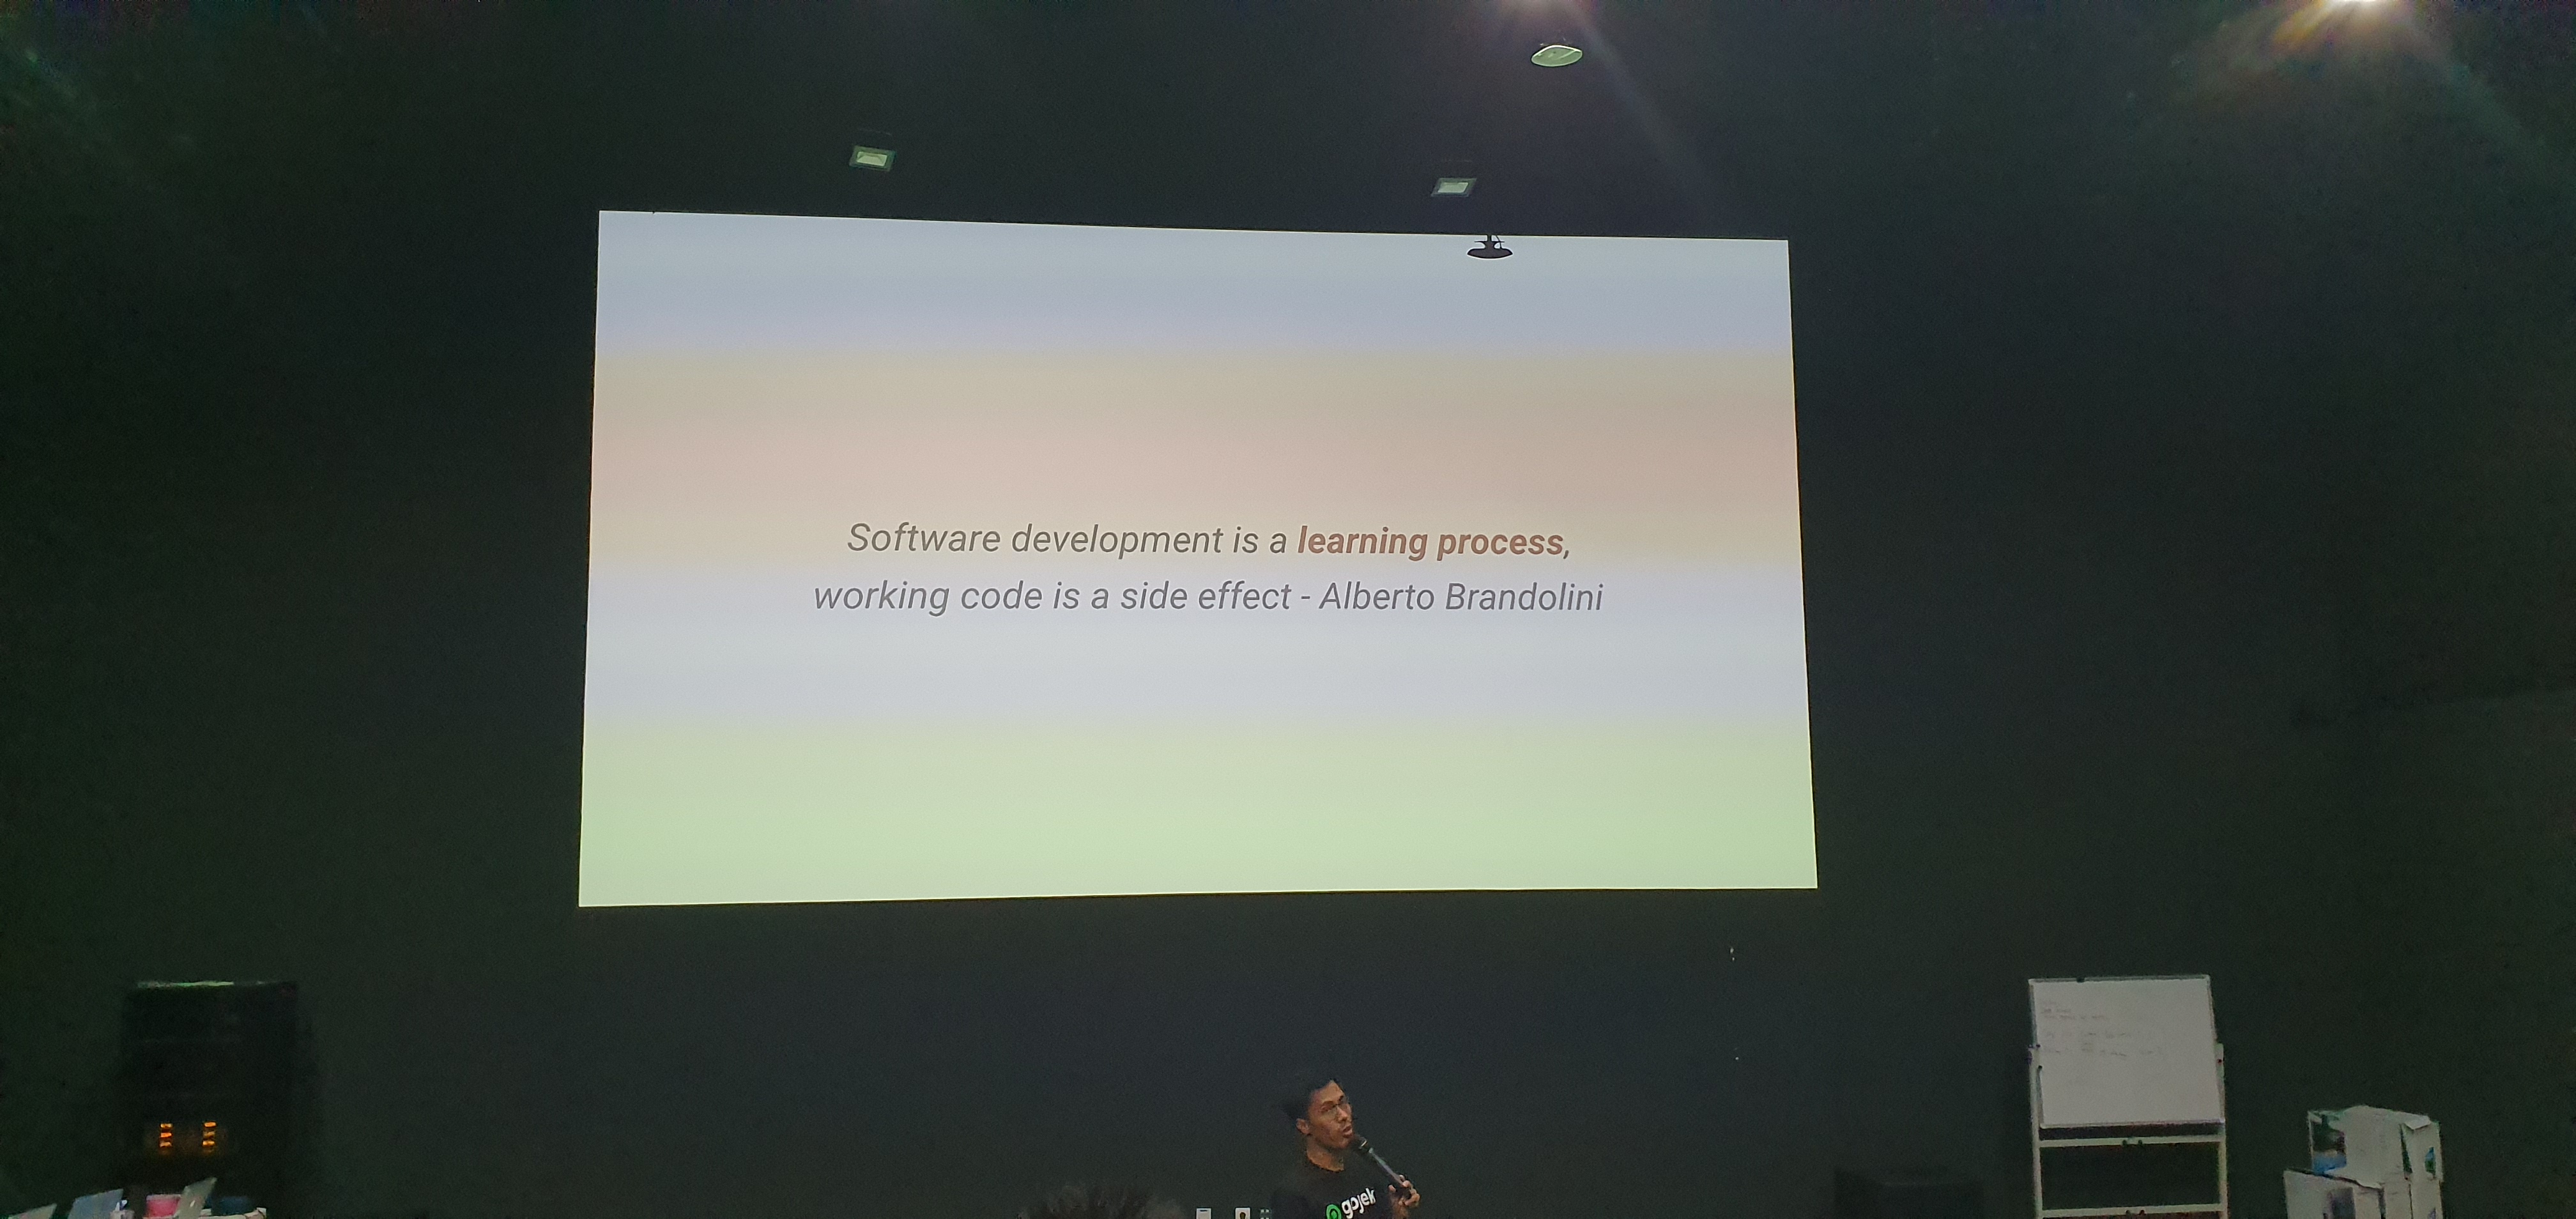 Software development is a learning process,
working code is a side effect - Alberto Brandolini
gojek